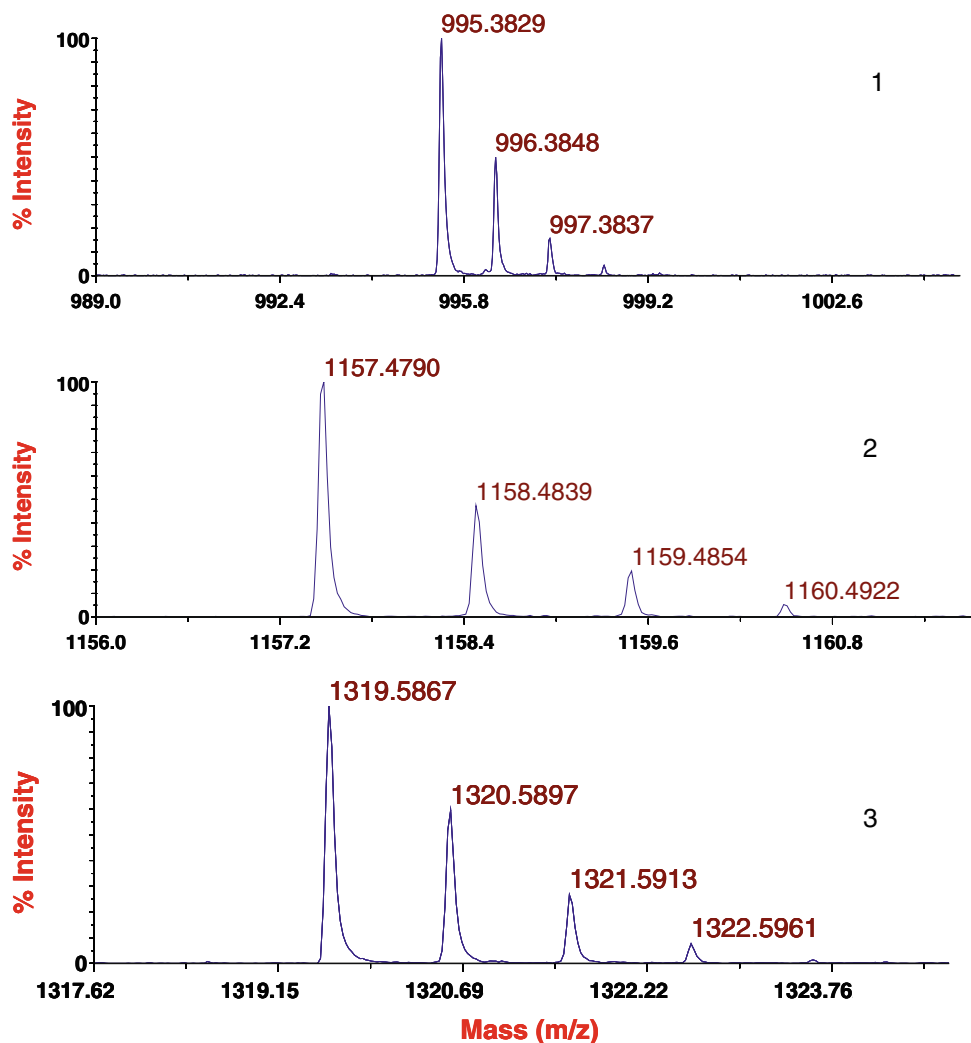 995.3829
100
1
996.3848
% Intensity
997.3837
0
989.0 992.4 995.8 999.2 1002.6
1157.4790
100
2
1158.4839
% Intensity
1159.4854
1160.4922
0
1156.0 1157.2 1158.4 1159.6 1160.8
1319.5867
100
1320.5897
3
% Intensity
1321.5913
1322.5961
0
1317.62 1319.15 1320.69 1322.22 1323.76
Mass (m/z)